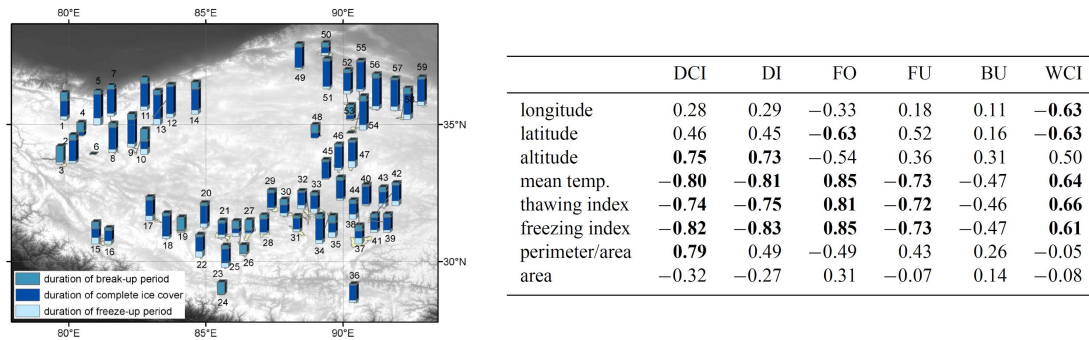 80°E 85°E 90°E
50
55
5 7 52 56 57 59
49
11 51 58
1 4 13 12 14 53
48 54 35°N
2 6 8 9 10 46
3 45 47
29 32 33 40 43 42
20 30 44
17 21 27 38
18 19 31 34 35 41 39
15 16 28 37
22 25 26
23 30°N
24 36
duration of break-up period
duration of complete ice cover
duration of freeze-up period
80°E 85°E 90°E
DCI DI FO FU BU WCI
longitude 0.28 0.29 −0.33 0.18 0.11 −0.63
latitude 0.46 0.45 −0.63 0.52 0.16 −0.63
altitude 0.75 0.73 −0.54 0.36 0.31 0.50
mean temp. −0.80 −0.81 0.85 −0.73 −0.47 0.64
thawing index −0.74 −0.75 0.81 −0.72 −0.46 0.66
freezing index −0.82 −0.83 0.85 −0.73 −0.47 0.61
perimeter/area 0.79 0.49 −0.49 0.43 0.26 −0.05
area −0.32 −0.27 0.31 −0.07 0.14 −0.08